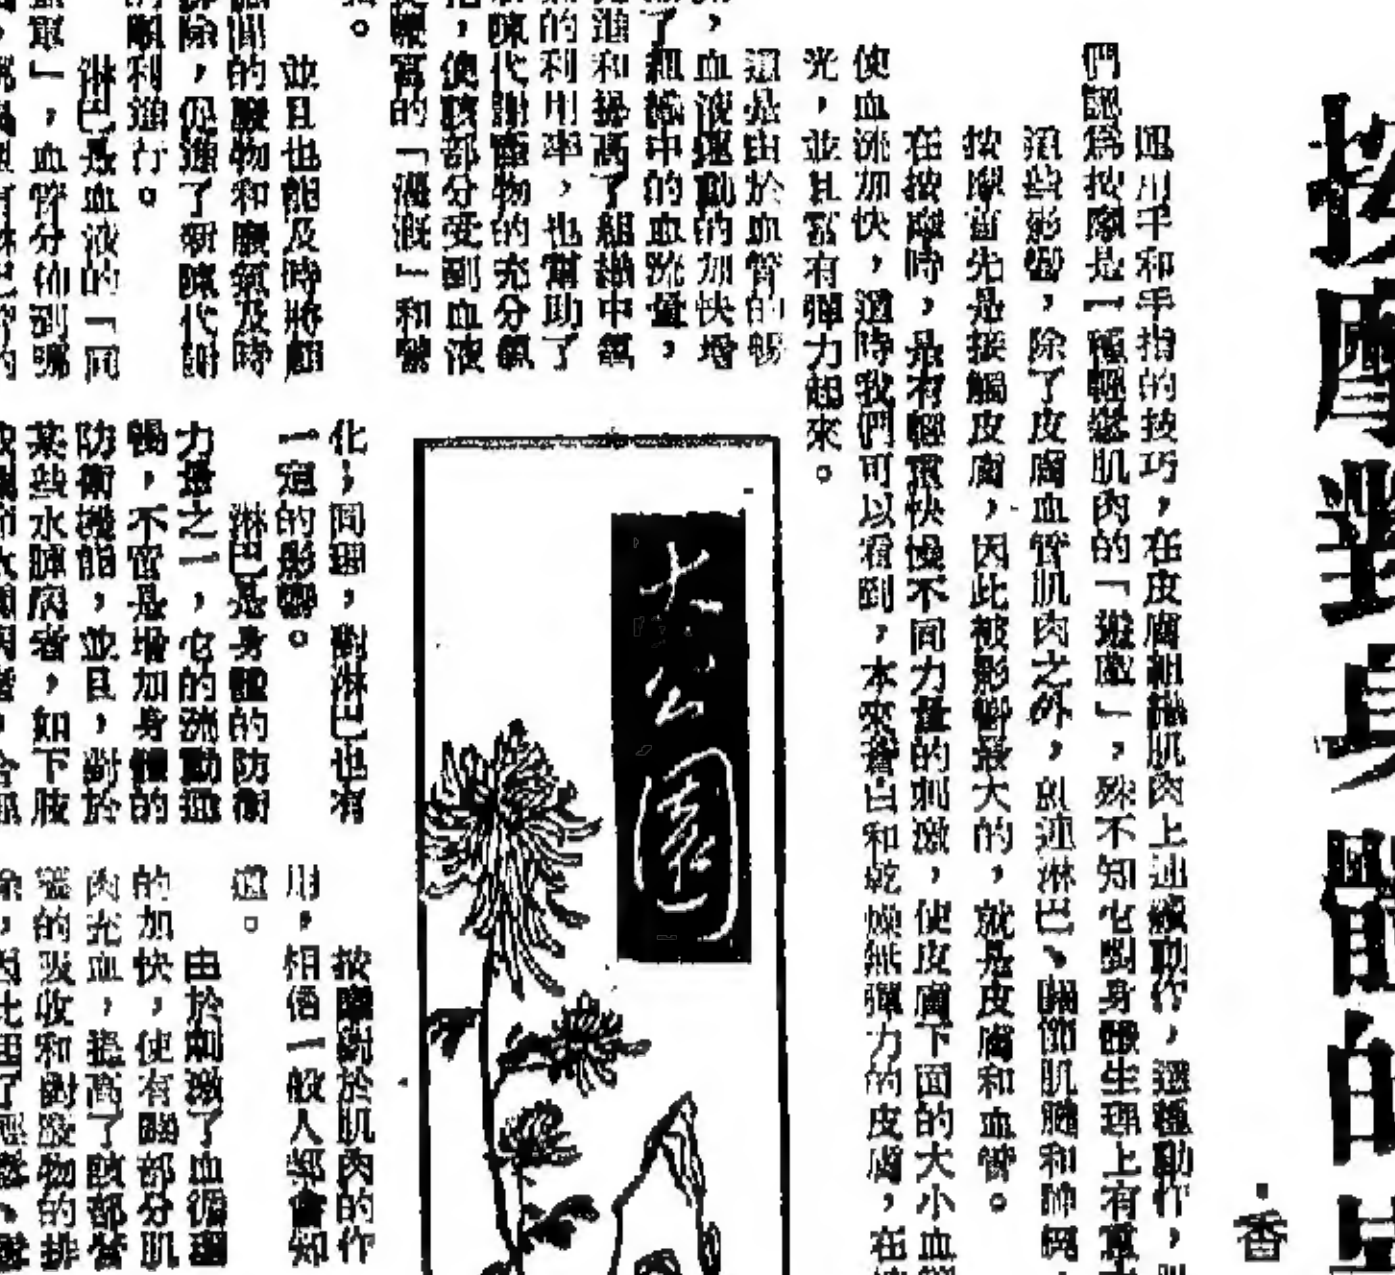 按摩對身體的
香
運用手和手指的技巧，在皮膚組織肌肉上連續動作，這種動作，
們認為按摩是一種輕鬆肌肉的「遊戲」，殊不知它對身體生理上有重
這些影響，除了皮膚血管肌肉之外，就連淋巴、關節肌腱和神經
按摩首先是接觸皮膚，因此被影響最大的，就是皮膚和血管。
在按摩時，是有輕重快慢不同力量的刺激，使皮膚下面的大小血
使血流加快，這時我們可以看到，本來蒼白和乾燥無彈力的皮膚，在
光，並且富有彈力起來。
這是由於血管的暢
，血液運動的加快增
了組織中的血流量，
進和提高了組織中氧
的利用率，也幫助了
陳代謝廢物的充分氧
，使該部分受到血液
富的「灌溉」和營
。
並且也能及時將
間的廢物和廢氣及時
排除，促進了新陳代謝
的順利進行。
淋巴是血液的「同
軍」，血管分佈到哪
大公園
化，同理，對淋巴也有
一定的影響。
淋巴是身體的防衛
力量之一，它的流動通
暢，不啻是增加身體的
防衛機能，並且，對於
某些水腫病者，如下肢
按摩對於肌肉的作
用，相信一般人都會知
道。
由於刺激了血循環
的加快，使有關部分肌
肉充血，提高了該部營
養的吸收和對廢物的排